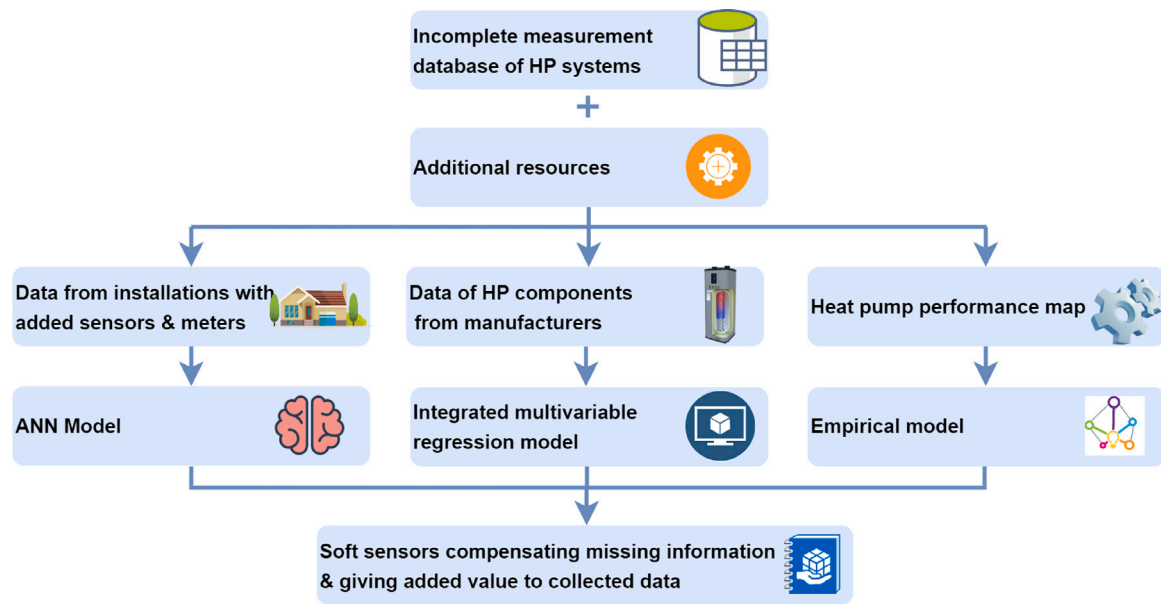 Incomplete measurement
database of HP systems
+
Additional resources
Data from installations with
added sensors & meters
Data of HP components
from manufacturers
Heat pump performance map
ANN Model
Integrated multivariable
regression model
Empirical model
Soft sensors compensating missing information
& giving added value to collected data